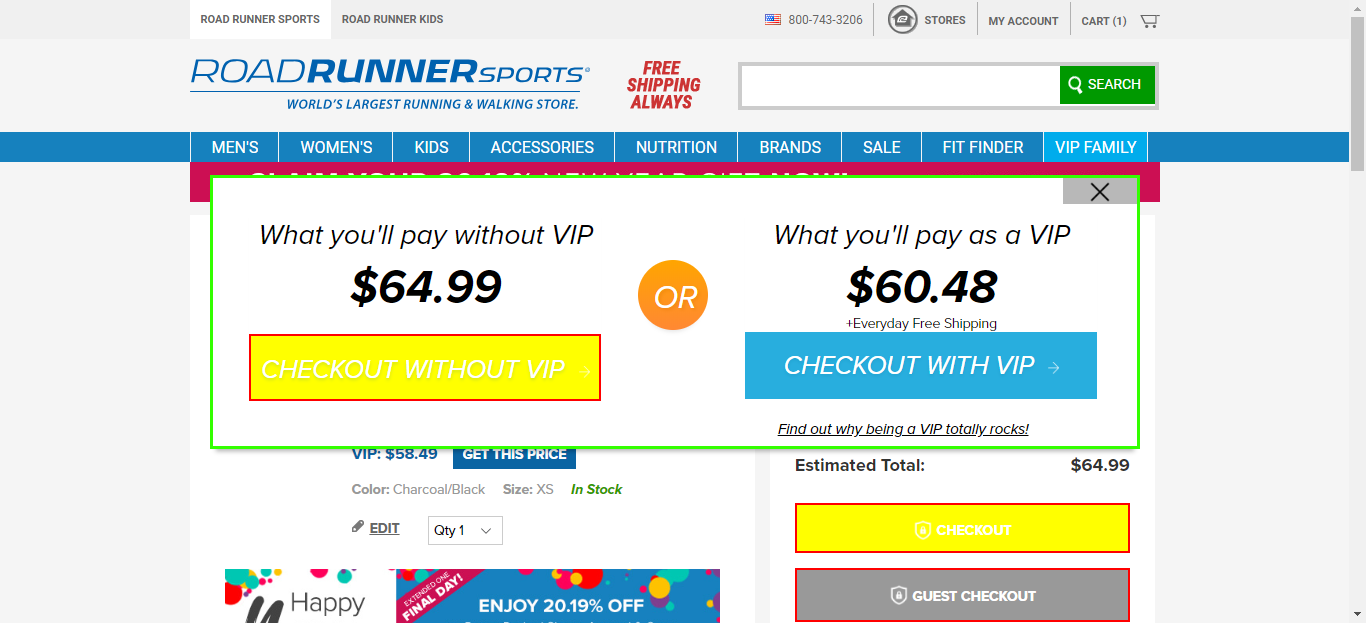 ROAD RUNNER SPORTS
ROAD RUNNER KIDS
800-743-3206
STORES
MY ACCOUNT
CART (1)
ROADRUNNERSPORTS®
WORLD'S LARGEST RUNNING & WALKING STORE.
FREE
SHIPPING
ALWAYS
SEARCH
MEN'S
WOMEN'S
KIDS
ACCESSORIES
NUTRITION
BRANDS
SALE
FIT FINDER
VIP FAMILY
What you'll pay without VIP
$64.99
CHECKOUT WITHOUT VIP →
OR
What you'll pay as a VIP
$60.48
+Everyday Free Shipping
CHECKOUT WITH VIP →
Find out why being a VIP totally rocks!
VIP: $58.49
GET THIS PRICE
Color: Charcoal/Black Size: XS In Stock
EDIT
Qty 1
Estimated Total: $64.99
CHECKOUT
GUEST CHECKOUT
Happy
EXTENDED ONE
FINAL DAY!
ENJOY 20.19% OFF